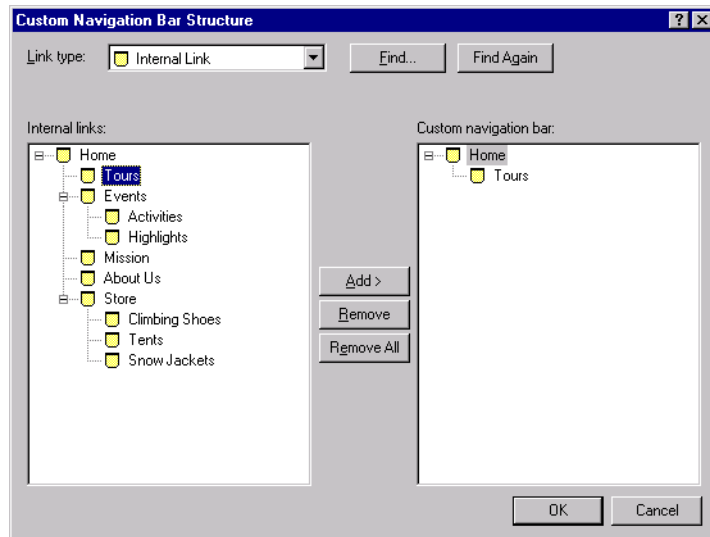 Custom Navigation Bar Structure
Link type: Internal Link Find... Find Again
Internal links: Custom navigation bar:
Home Home
Tours Tours
Events
Activities
Highlights
Mission
About Us
Store
Climbing Shoes
Tents
Snow Jackets
Add >
Remove
Remove All
OK Cancel